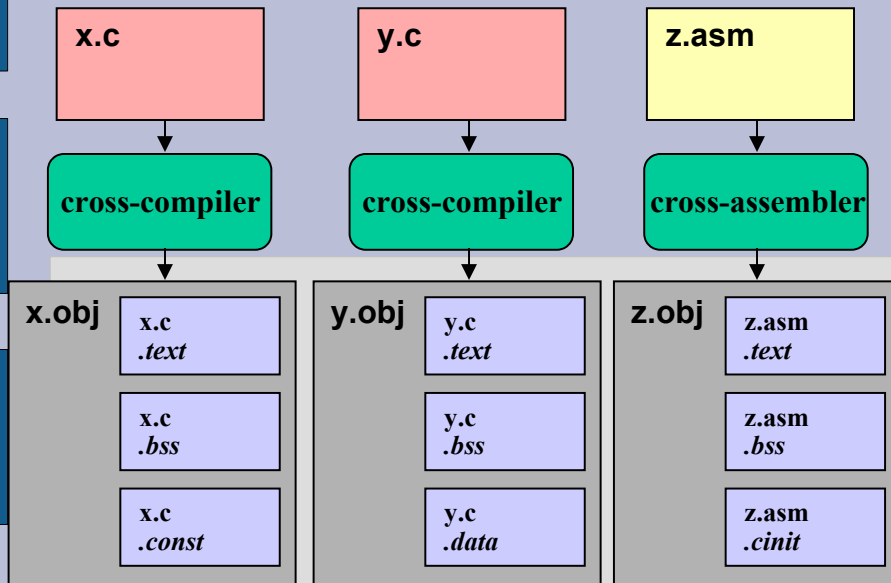 x.c
y.c
z.asm
cross-compiler
cross-compiler
cross-assembler
x.obj
x.c
.text
x.c
.bss
x.c
.const
y.obj
y.c
.text
y.c
.bss
y.c
.data
z.obj
z.asm
.text
z.asm
.bss
z.asm
.cinit